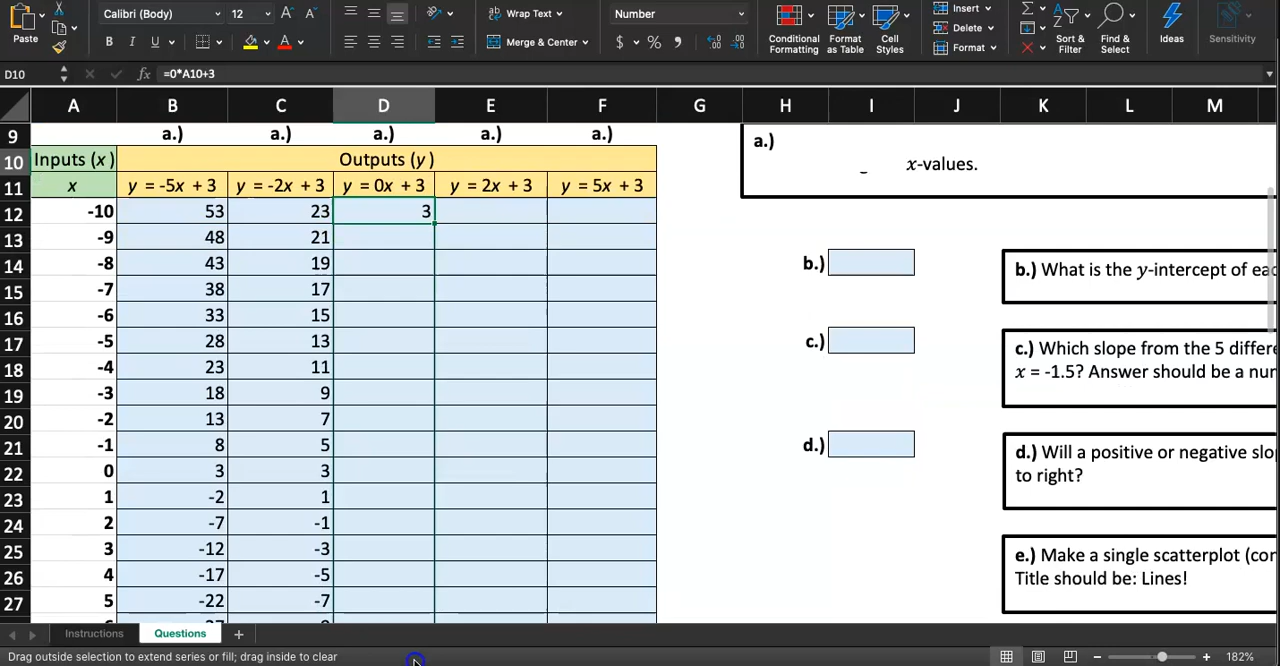 Calibri (Body) 12 A A Wrap Text Number Insert
Paste B I U A Merge & Center $ % Conditional Formatting Format as Table Cell Styles Delete Format Sort & Filter Find & Select Ideas Sensitivity
D10 fx =0*A10+3
A B C D E F G H I J K L M
9 a.) a.) a.) a.) a.)
10 Inputs (x) Outputs (y)
11 x y = -5x + 3 y = -2x + 3 y = 0x + 3 y = 2x + 3 y = 5x + 3
12 -10 53 23 3
13 -9 48 21
14 -8 43 19
15 -7 38 17
16 -6 33 15
17 -5 28 13
18 -4 23 11
19 -3 18 9
20 -2 13 7
21 -1 8 5
22 0 3 3
23 1 -2 1
24 2 -7 -1
25 3 -12 -3
26 4 -17 -5
27 5 -22 -7
a.)
x-values.
b.)
b.) What is the y-intercept of eac
c.)
c.) Which slope from the 5 differe
x = -1.5? Answer should be a nu
d.)
d.) Will a positive or negative slo
to right?
e.) Make a single scatterplot (co
Title should be: Lines!
Instructions Questions +
Drag outside selection to extend series or fill; drag inside to clear
182%